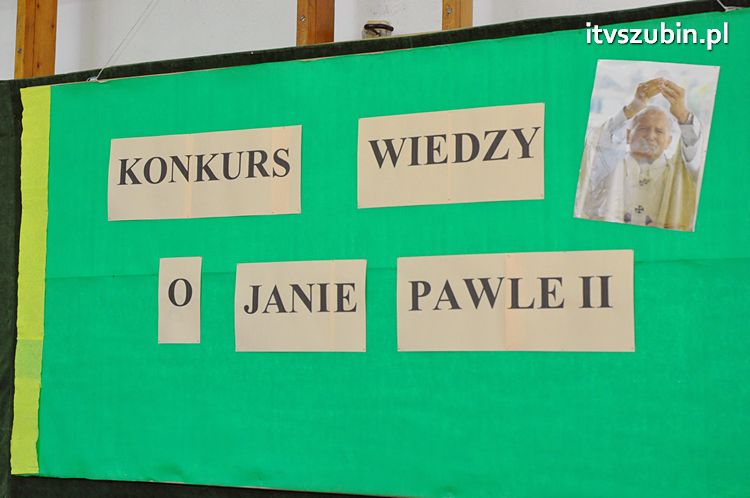 itvszubin.pl
KONKURS WIEDZY
O JANIE PAWLE II